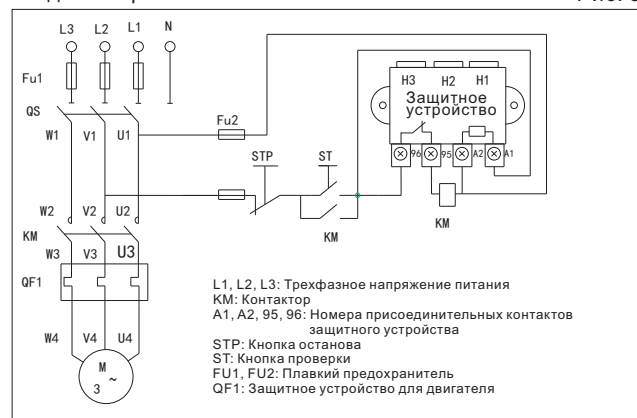 L3 L2 L1 N
Fu1
QS
W1 V1 U1
Fu2
H3 H2 H1
Защитное
устройство
96 95 A2 A1
STP ST
KM
KM
W2 V2 U2
KM
W3 V3 U3
QF1
W4 V4 U4
M
3 ~
L1, L2, L3: Трехфазное напряжение питания
KM: Контактор
A1, A2, 95, 96: Номера присоединительных контактов
защитного устройства
STP: Кнопка останова
ST: Кнопка проверки
FU1, FU2: Плавкий предохранитель
QF1: Защитное устройство для двигателя